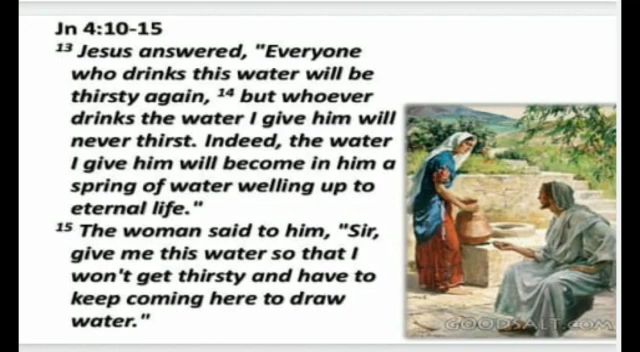 Jn 4:10-15
13 Jesus answered, "Everyone
who drinks this water will be
thirsty again, 14 but whoever
drinks the water I give him will
never thirst. Indeed, the water
I give him will become in him a
spring of water welling up to
eternal life."
15 The woman said to him, "Sir,
give me this water so that I
won't get thirsty and have to
keep coming here to draw
water."
GOODSALT.COM